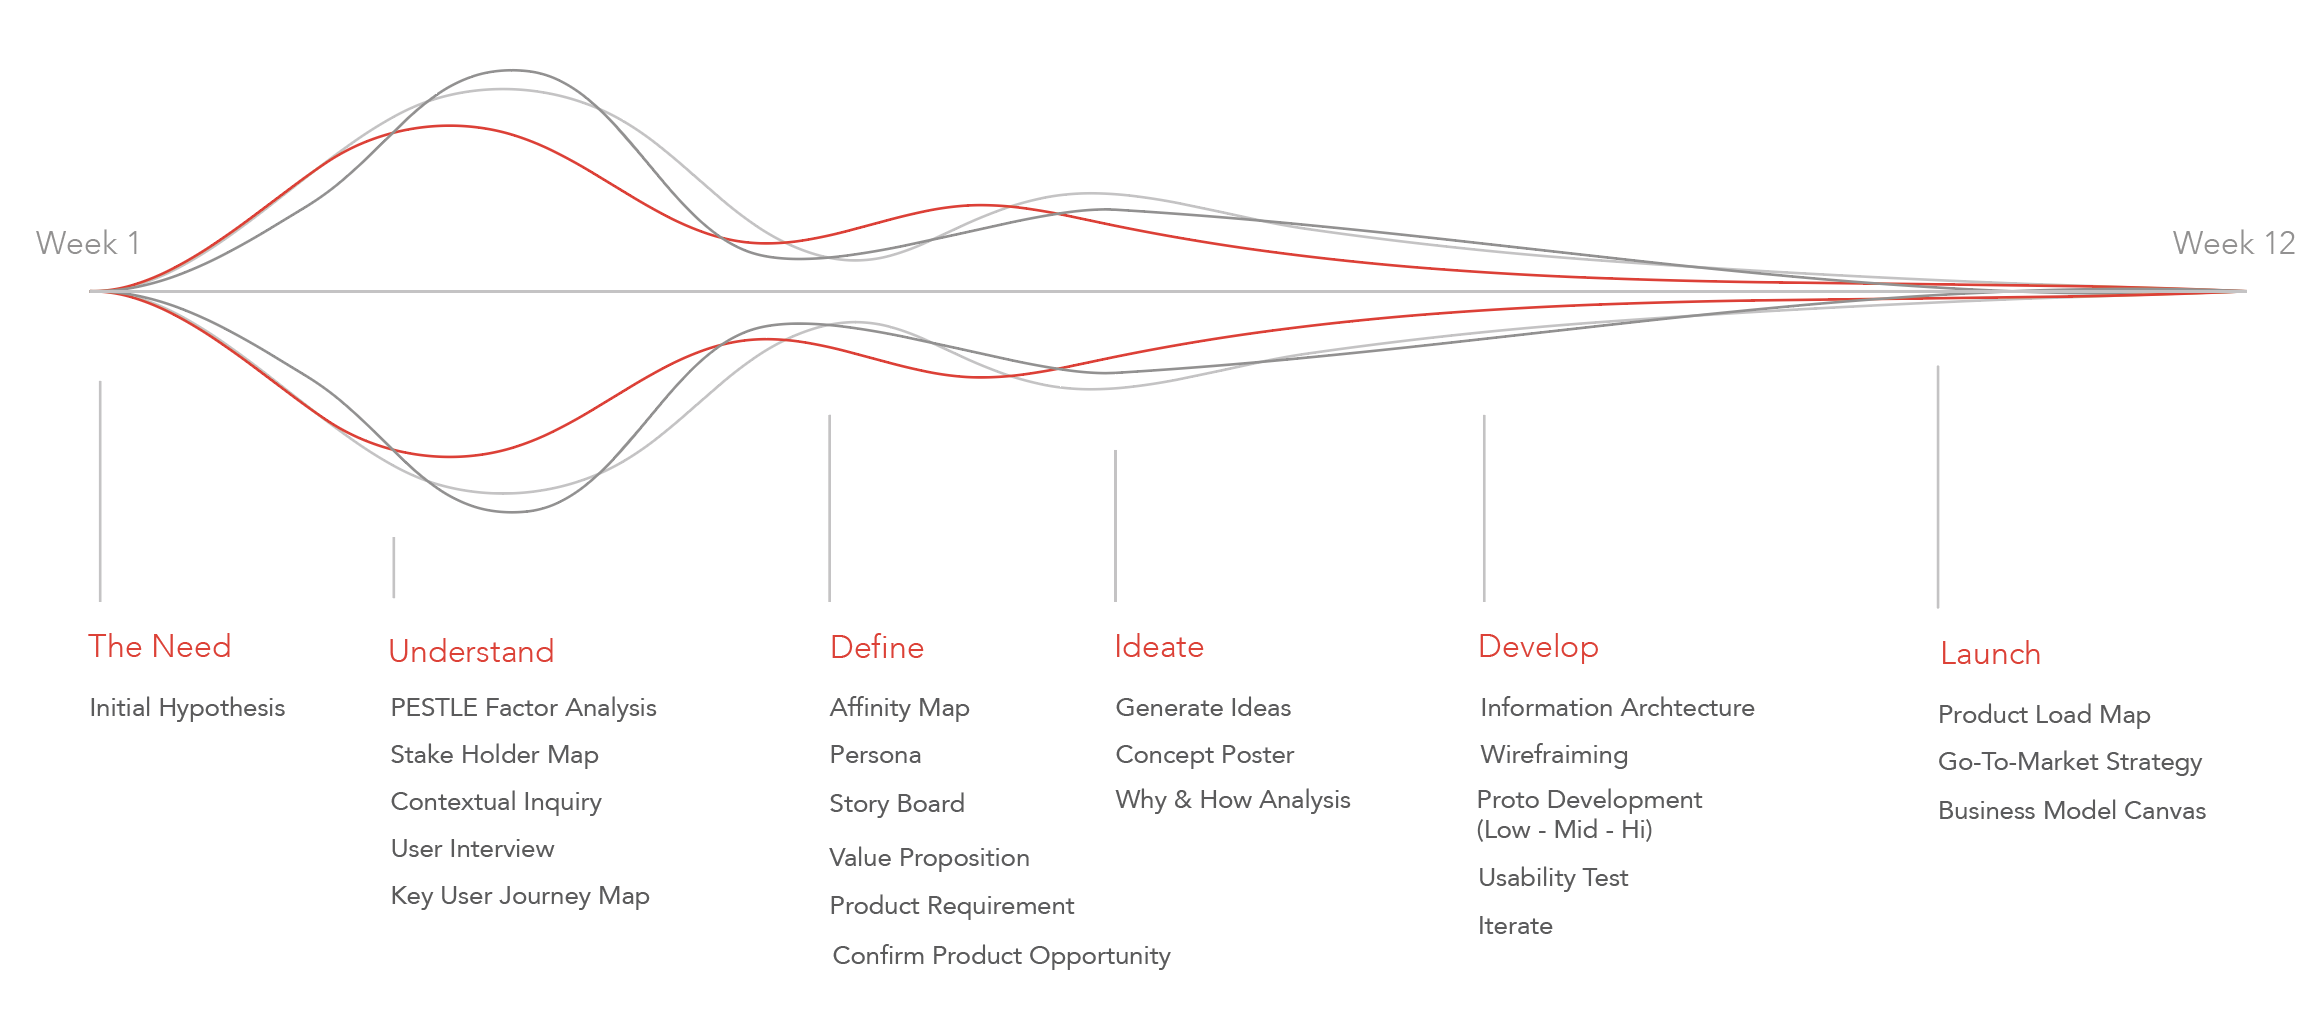 Week 1
Week 12
The Need
Initial Hypothesis
Understand
PESTLE Factor Analysis
Stake Holder Map
Contextual Inquiry
User Interview
Key User Journey Map
Define
Affinity Map
Persona
Story Board
Value Proposition
Product Requirement
Confirm Product Opportunity
Ideate
Generate Ideas
Concept Poster
Why & How Analysis
Develop
Information Archtecture
Wirefraiming
Proto Development
(Low - Mid - Hi)
Usability Test
Iterate
Launch
Product Load Map
Go-To-Market Strategy
Business Model Canvas